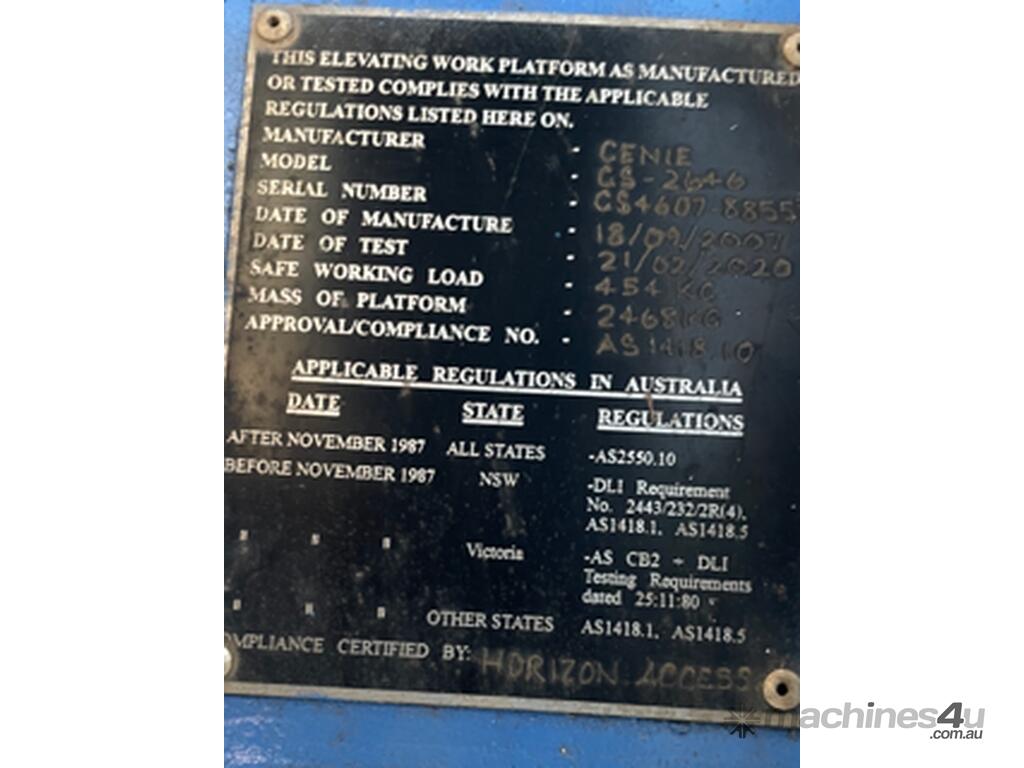 THIS ELEVATING WORK PLATFORM AS MANUFACTURED
OR TESTED COMPLIES WITH THE APPLICABLE
REGULATIONS LISTED HERE ON.
MANUFACTURER - GENIE
MODEL - GS-2646
SERIAL NUMBER - GS4607-8855
DATE OF MANUFACTURE - 18/09/2007
DATE OF TEST - 21/02/2020
SAFE WORKING LOAD - 454 KG
MASS OF PLATFORM - 2468KG
APPROVAL/COMPLIANCE NO. - AS1418.10
APPLICABLE REGULATIONS IN AUSTRALIA
DATE STATE REGULATIONS
AFTER NOVEMBER 1987 ALL STATES -AS2550.10
BEFORE NOVEMBER 1987 NSW -DLI Requirement
No. 2443/232/2R(4).
AS1418.1. AS1418.5
" " " Victoria -AS CB2 + DLI
Testing Requirements
dated 25:11:80
" " " OTHER STATES AS1418.1. AS1418.5
COMPLIANCE CERTIFIED BY: HORIZON ACCESS
machines4u
.com.au